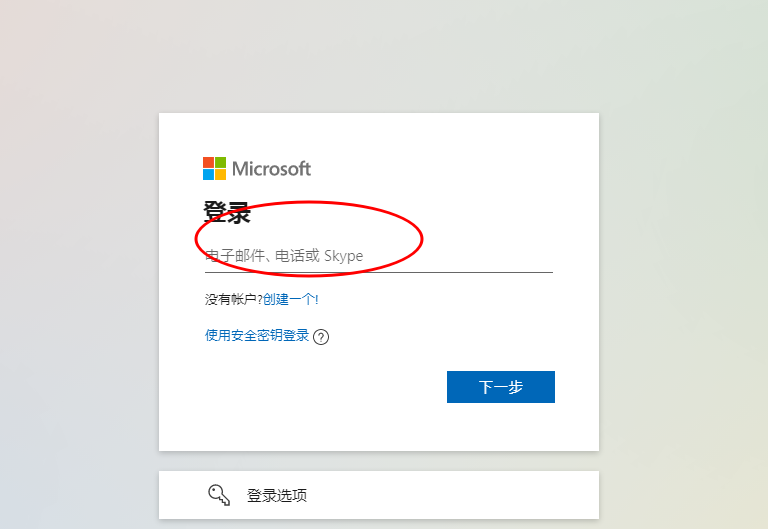 Microsoft
登录
电子邮件、电话或 Skype
没有帐户?创建一个!
使用安全密钥登录 ?
下一步
登录选项